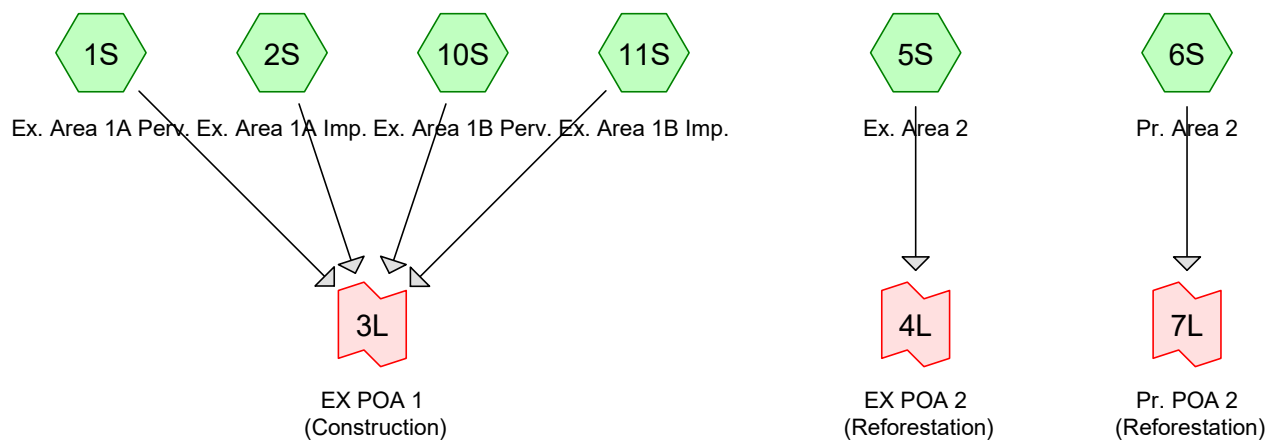 1S
2S
10S
11S
5S
6S
Ex. Area 1A Perv.
Ex. Area 1A Imp.
Ex. Area 1B Perv.
Ex. Area 1B Imp.
Ex. Area 2
Pr. Area 2
3L
4L
7L
EX POA 1
(Construction)
EX POA 2
(Reforestation)
Pr. POA 2
(Reforestation)